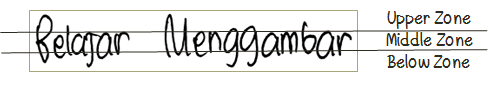 Belajar Menggambar
Upper Zone
Middle Zone
Below Zone